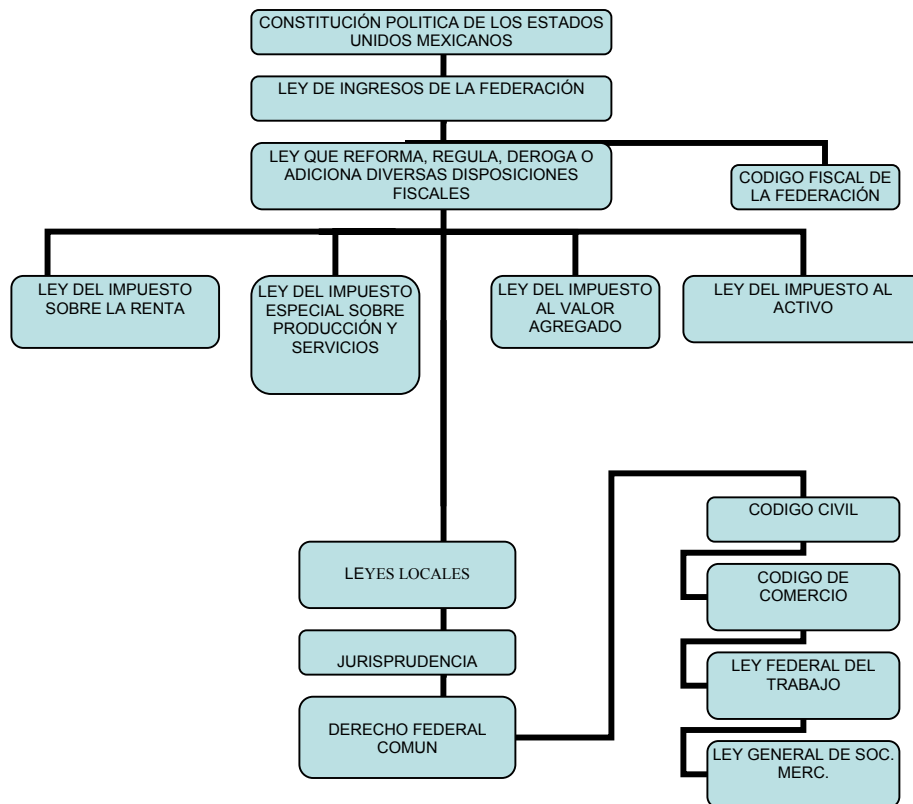 CONSTITUCIÓN POLITICA DE LOS ESTADOS
UNIDOS MEXICANOS
LEY DE INGRESOS DE LA FEDERACIÓN
LEY QUE REFORMA, REGULA, DEROGA O
ADICIONA DIVERSAS DISPOSICIONES
FISCALES
CODIGO FISCAL DE
LA FEDERACIÓN
LEY DEL IMPUESTO
SOBRE LA RENTA
LEY DEL IMPUESTO
ESPECIAL SOBRE
PRODUCCIÓN Y
SERVICIOS
LEY DEL IMPUESTO
AL VALOR
AGREGADO
LEY DEL IMPUESTO AL
ACTIVO
LEYES LOCALES
JURISPRUDENCIA
DERECHO FEDERAL
COMUN
CODIGO CIVIL
CODIGO DE
COMERCIO
LEY FEDERAL DEL
TRABAJO
LEY GENERAL DE SOC.
MERC.